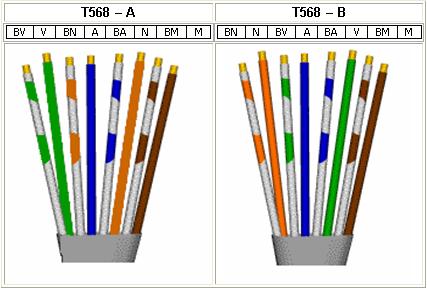 T568 – A
BV V BN A BA N BM M
T568 – B
BN N BV A BA V BM M